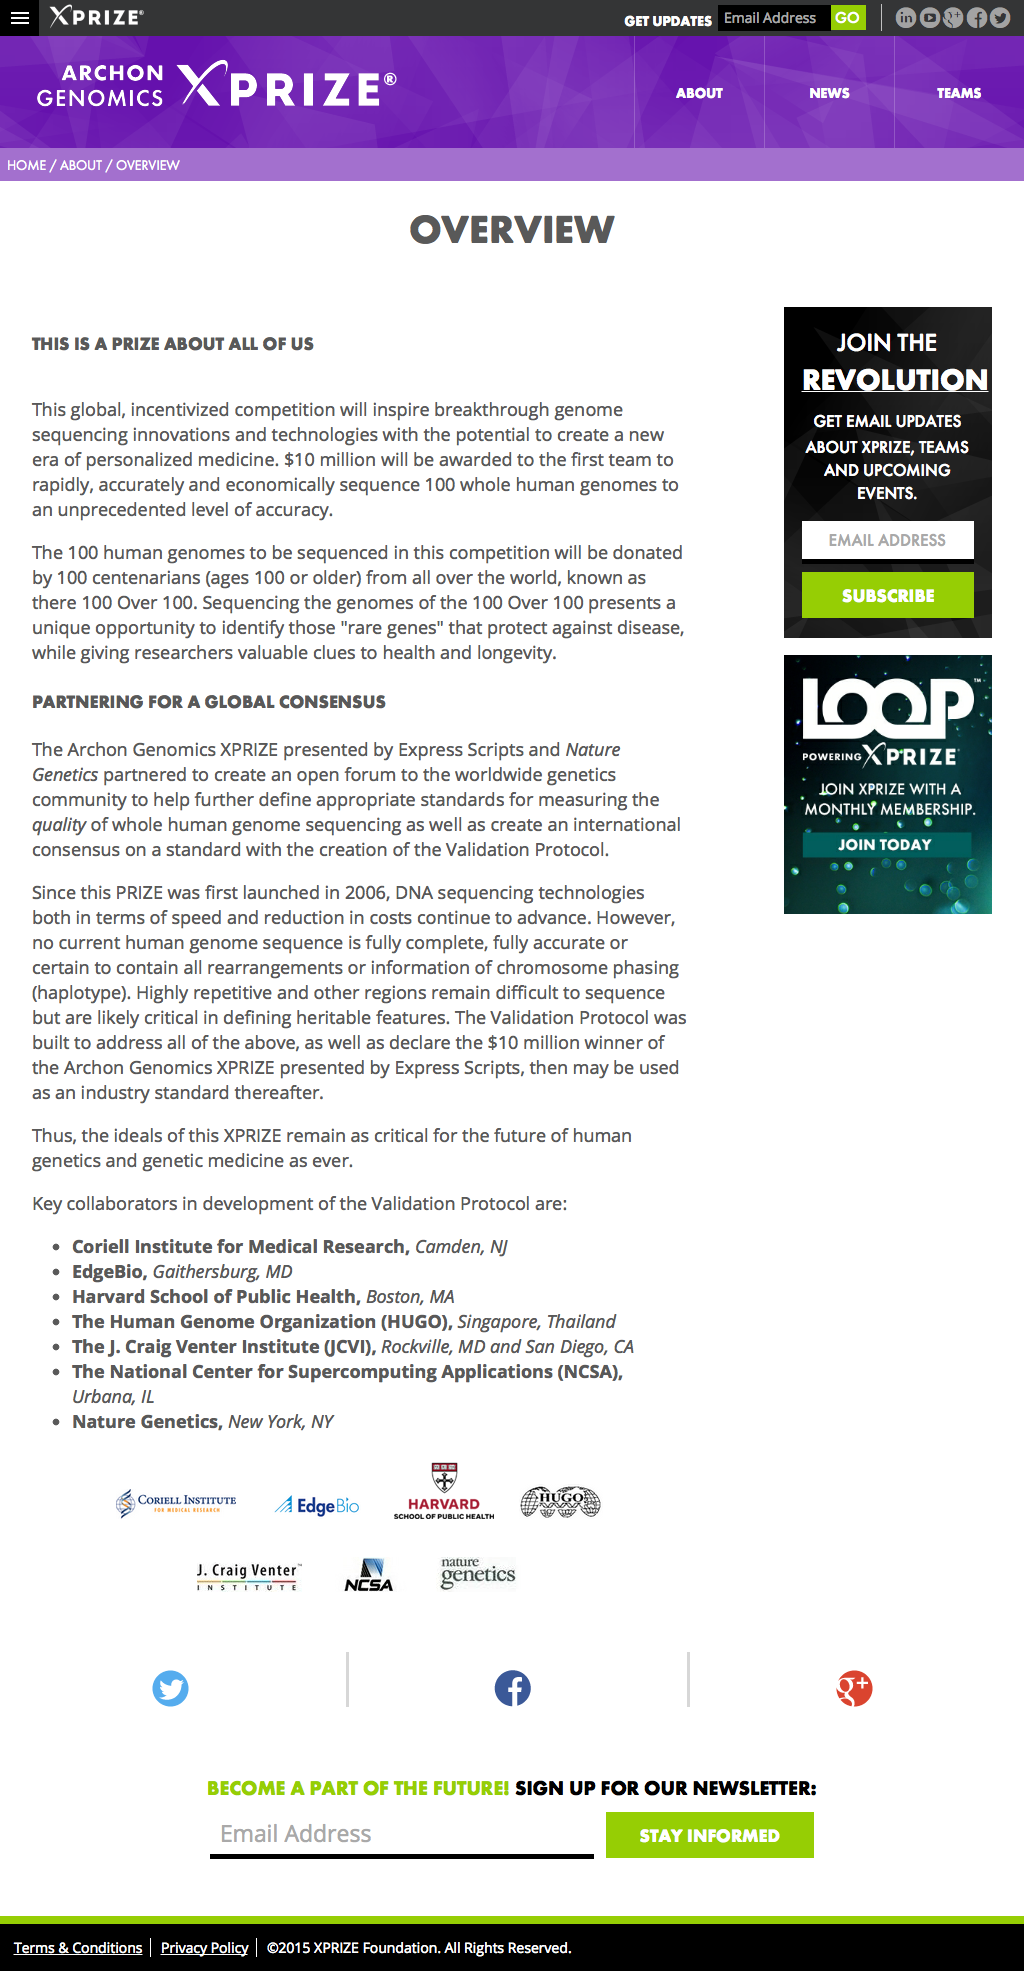 XPRIZE®
GET UPDATES Email Address GO
ARCHON
GENOMICS XPRIZE®
ABOUT NEWS TEAMS
HOME / ABOUT / OVERVIEW
OVERVIEW
THIS IS A PRIZE ABOUT ALL OF US
This global, incentivized competition will inspire breakthrough genome
sequencing innovations and technologies with the potential to create a new
era of personalized medicine. $10 million will be awarded to the first team to
rapidly, accurately and economically sequence 100 whole human genomes to
an unprecedented level of accuracy.
The 100 human genomes to be sequenced in this competition will be donated
by 100 centenarians (ages 100 or older) from all over the world, known as
there 100 Over 100. Sequencing the genomes of the 100 Over 100 presents a
unique opportunity to identify those "rare genes" that protect against disease,
while giving researchers valuable clues to health and longevity.
PARTNERING FOR A GLOBAL CONSENSUS
The Archon Genomics XPRIZE presented by Express Scripts and Nature
Genetics partnered to create an open forum to the worldwide genetics
community to help further define appropriate standards for measuring the
quality of whole human genome sequencing as well as create an international
consensus on a standard with the creation of the Validation Protocol.
Since this PRIZE was first launched in 2006, DNA sequencing technologies
both in terms of speed and reduction in costs continue to advance. However,
no current human genome sequence is fully complete, fully accurate or
certain to contain all rearrangements or information of chromosome phasing
(haplotype). Highly repetitive and other regions remain difficult to sequence
but are likely critical in defining heritable features. The Validation Protocol was
built to address all of the above, as well as declare the $10 million winner of
the Archon Genomics XPRIZE presented by Express Scripts, then may be used
as an industry standard thereafter.
Thus, the ideals of this XPRIZE remain as critical for the future of human
genetics and genetic medicine as ever.
Key collaborators in development of the Validation Protocol are:
• Coriell Institute for Medical Research, Camden, NJ
• EdgeBio, Gaithersburg, MD
• Harvard School of Public Health, Boston, MA
• The Human Genome Organization (HUGO), Singapore, Thailand
• The J. Craig Venter Institute (JCVI), Rockville, MD and San Diego, CA
• The National Center for Supercomputing Applications (NCSA),
Urbana, IL
• Nature Genetics, New York, NY
CORIELL INSTITUTE
FOR MEDICAL RESEARCH
EdgeBio
HARVARD
SCHOOL OF PUBLIC HEALTH
HUGO
J. Craig Venter™
INSTITUTE
NCSA
nature
genetics
JOIN THE
REVOLUTION
GET EMAIL UPDATES
ABOUT XPRIZE, TEAMS
AND UPCOMING
EVENTS.
EMAIL ADDRESS
SUBSCRIBE
LOOP™
POWERING XPRIZE
JOIN XPRIZE WITH A
MONTHLY MEMBERSHIP.
JOIN TODAY
BECOME A PART OF THE FUTURE! SIGN UP FOR OUR NEWSLETTER:
Email Address STAY INFORMED
Terms & Conditions Privacy Policy ©2015 XPRIZE Foundation. All Rights Reserved.